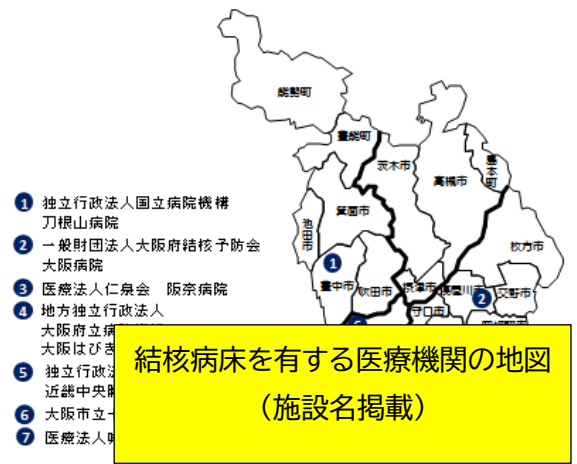 能勢町
豊能町
茨木市
高槻市
島本町
箕面市
池田市
枚方市
豊中市
吹田市
摂津市
寝屋川市
交野市
守口市
① 独立行政法人国立病院機構
刀根山病院
② 一般財団法人大阪府結核予防会
大阪病院
③ 医療法人仁泉会 阪奈病院
④ 地方独立行政法人
大阪府立病
大阪はびき
⑤ 独立行政法
近畿中央
⑥ 大阪市立十
⑦ 医療法人
結核病床を有する医療機関の地図
（施設名掲載）